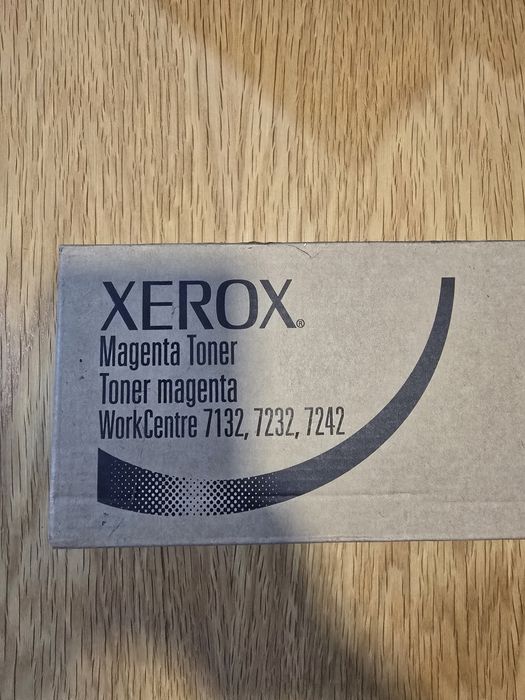 XEROX®
Magenta Toner
Toner magenta
WorkCentre 7132, 7232, 7242